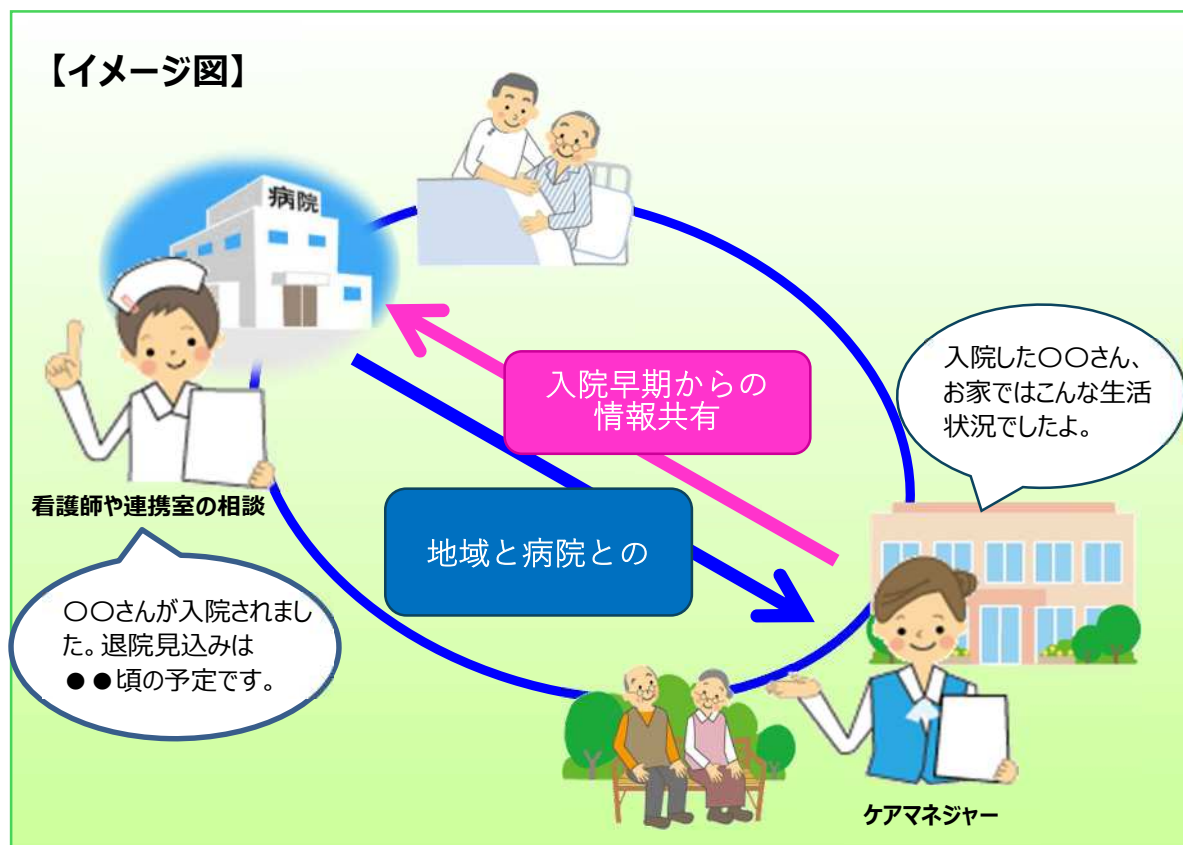 【イメージ図】
病院
入院早期からの
情報共有
入院した〇〇さん、
お家ではこんな生活
状況でしたよ。
看護師や連携室の相談
地域と病院との
〇〇さんが入院されまし
た。退院見込みは
●●頃の予定です。
ケアマネジャー